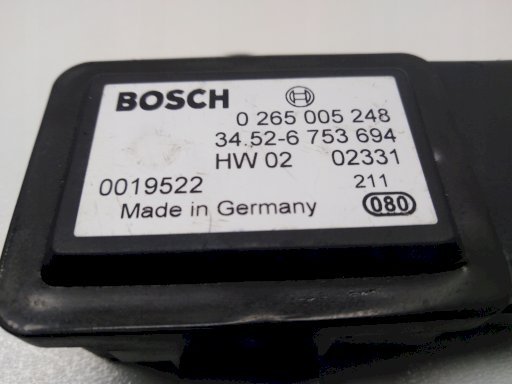 BOSCH
0 265 005 248
34.52-6 753 694
HW 02 02331
0019522 211
Made in Germany 080